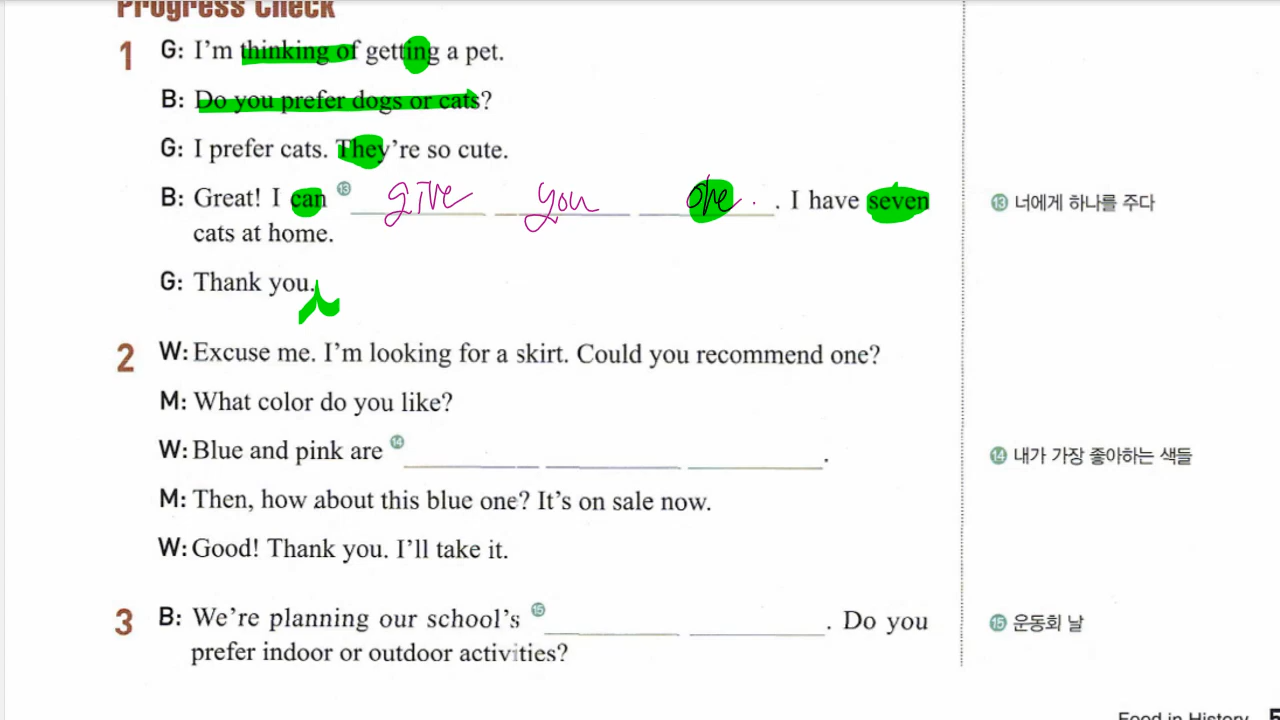 Progress Check
1 G: I'm thinking of getting a pet.
B: Do you prefer dogs or cats?
G: I prefer cats. They're so cute.
B: Great! I can ⑬ give you one. . I have seven
cats at home.
⑬ 너에게 하나를 주다
G: Thank you.
2 W: Excuse me. I'm looking for a skirt. Could you recommend one?
M: What color do you like?
W: Blue and pink are ⑭ ___ ___ ___.
⑭ 내가 가장 좋아하는 색들
M: Then, how about this blue one? It's on sale now.
W: Good! Thank you. I'll take it.
3 B: We're planning our school's ⑮ ___ ___. Do you
⑮ 운동회 날
prefer indoor or outdoor activities?
Food in History